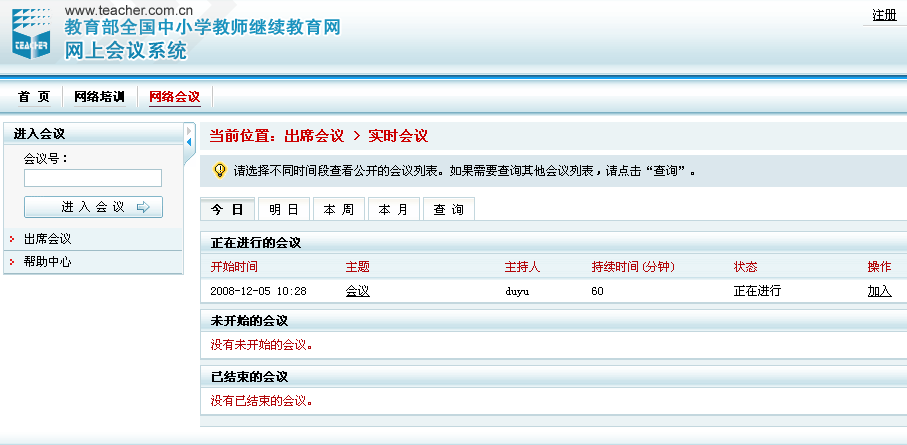 www.teacher.com.cn
注册
教育部全国中小学教师继续教育网
TEACHER
网上会议系统
首 页 网络培训 网络会议
进入会议
会议号：
进 入 会 议
出席会议
帮助中心
当前位置：出席会议 > 实时会议
请选择不同时间段查看公开的会议列表。如果需要查询其他会议列表，请点击“查询”。
今 日 明 日 本 周 本 月 查 询
正在进行的会议
开始时间 主题 主持人 持续时间(分钟) 状态 操作
2008-12-05 10:28 会议 duyu 60 正在进行 加入
未开始的会议
没有未开始的会议。
已结束的会议
没有已结束的会议。